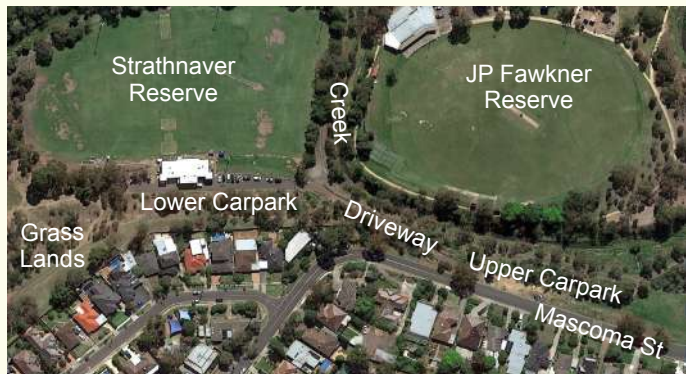 Strathnaver
Reserve
JP Fawkner
Reserve
Creek
Lower Carpark
Driveway
Grass
Lands
Upper Carpark
Mascoma St